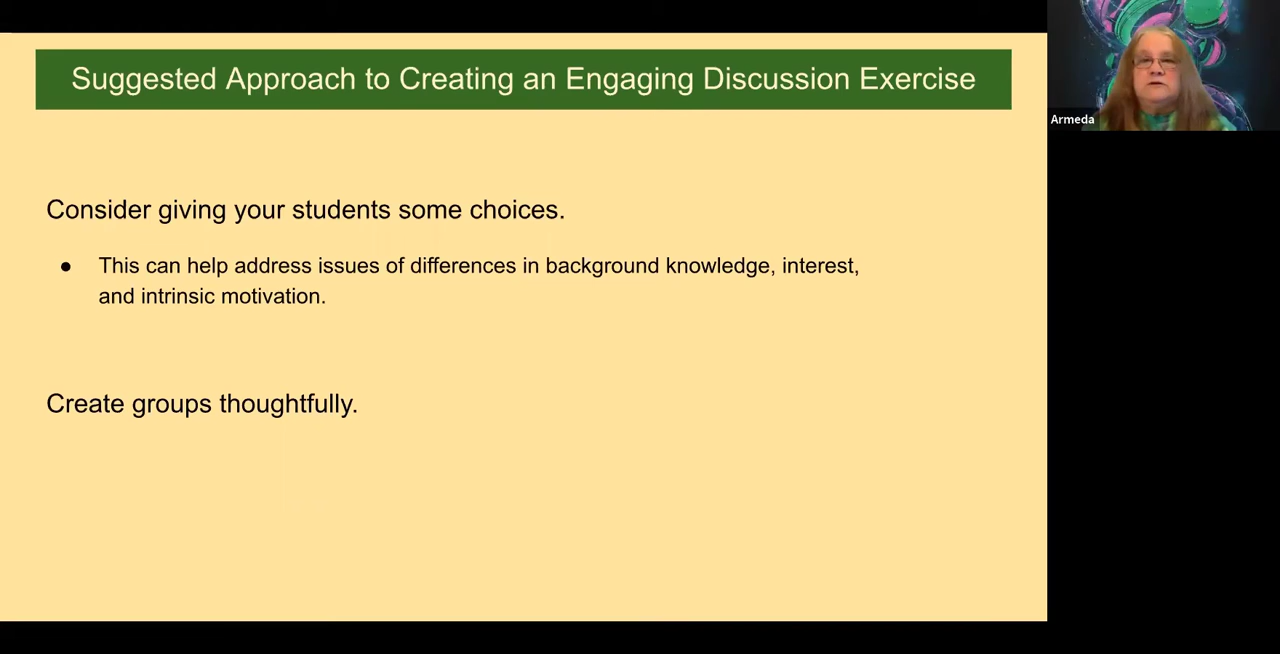 Suggested Approach to Creating an Engaging Discussion Exercise
Armeda
Consider giving your students some choices.
● This can help address issues of differences in background knowledge, interest,
and intrinsic motivation.
Create groups thoughtfully.